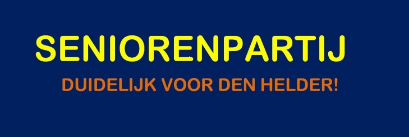 SENIORENPARTIJ
DUIDELIJK VOOR DEN HELDER!